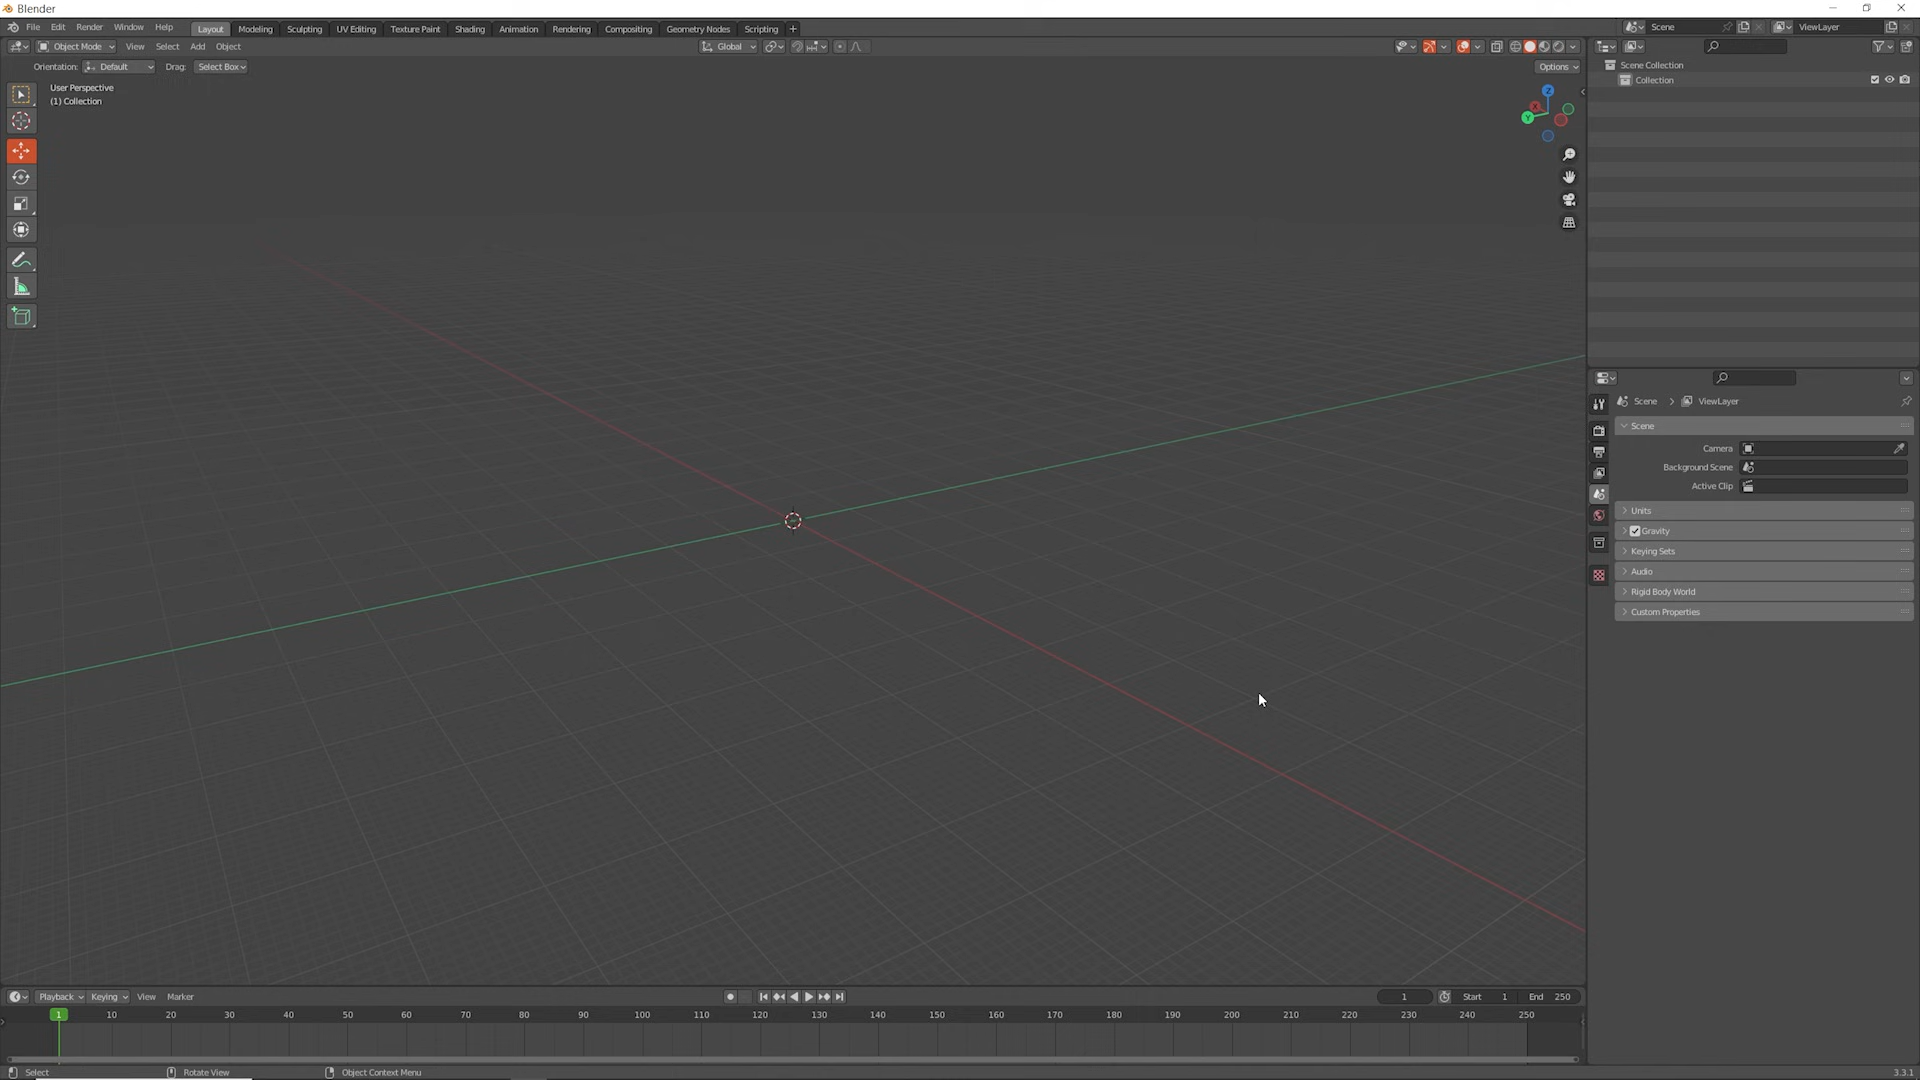 Blender
File Edit Render Window Help Layout Modeling Sculpting UV Editing Texture Paint Shading Animation Rendering Compositing Geometry Nodes Scripting + Scene ViewLayer
Object Mode View Select Add Object Global
Orientation: Default Drag: Select Box Options
User Perspective
(1) Collection
Z
X
Y
Scene Collection
Collection
Scene > ViewLayer
Scene
Camera
Background Scene
Active Clip
Units
Gravity
Keying Sets
Audio
Rigid Body World
Custom Properties
Playback Keying View Marker 1 Start 1 End 250
1 10 20 30 40 50 60 70 80 90 100 110 120 130 140 150 160 170 180 190 200 210 220 230 240 250
Select Rotate View Object Context Menu 3.3.1